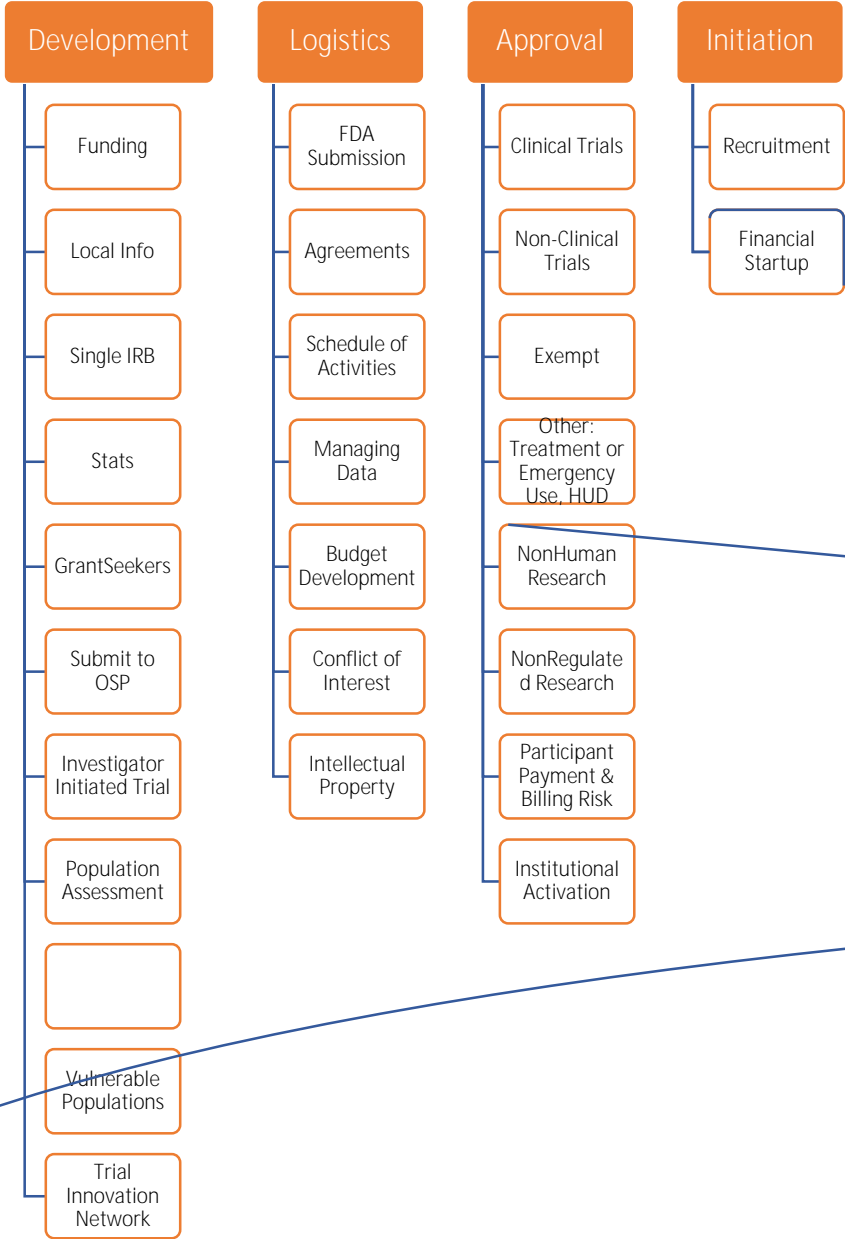 Development
Funding
Local Info
Single IRB
Stats
GrantSeekers
Submit to
OSP
Investigator
Initiated Trial
Population
Assessment
Vulnerable
Populations
Trial
Innovation
Network
Logistics
FDA
Submission
Agreements
Schedule of
Activities
Managing
Data
Budget
Development
Conflict of
Interest
Intellectual
Property
Approval
Clinical Trials
Non-Clinical
Trials
Exempt
Other:
Treatment or
Emergency
Use, HUD
NonHuman
Research
NonRegulate
d Research
Participant
Payment &
Billing Risk
Institutional
Activation
Initiation
Recruitment
Financial
Startup